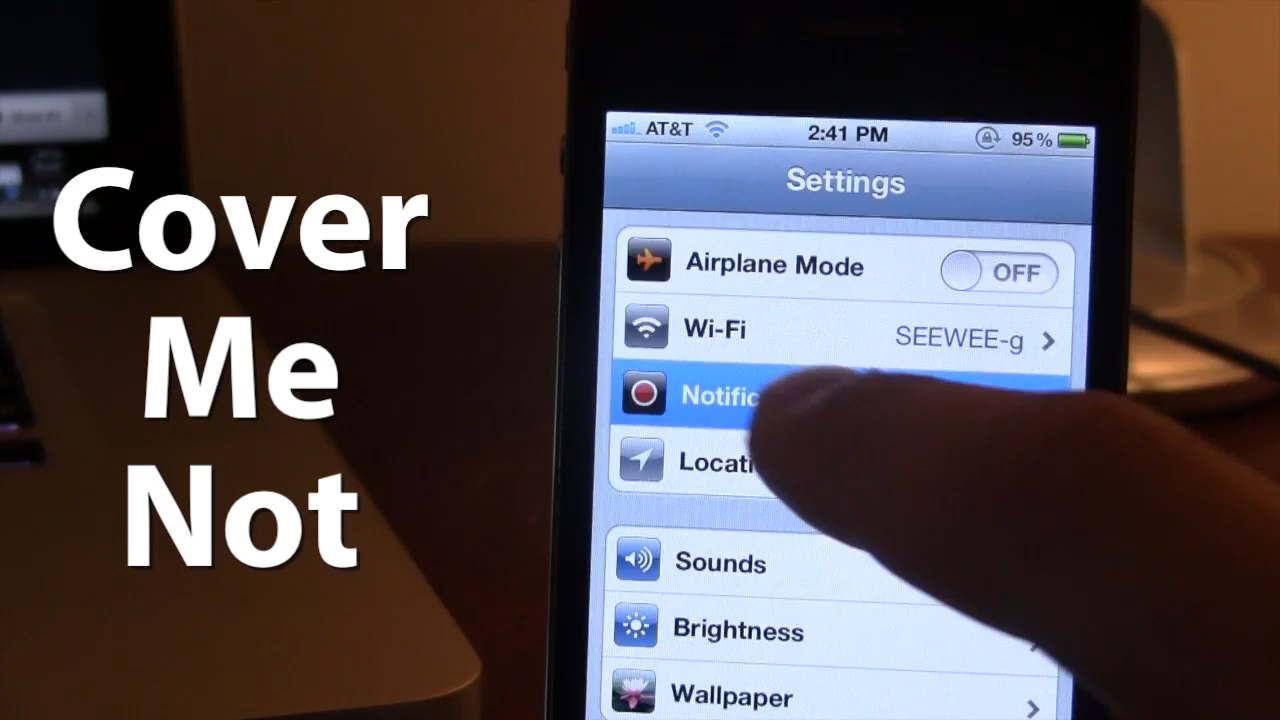 Cover
Me
Not
AT&T 2:41 PM 95%
Settings
Airplane Mode OFF
Wi-Fi SEEWEE-g
Notific
Locati
Sounds
Brightness
Wallpaper